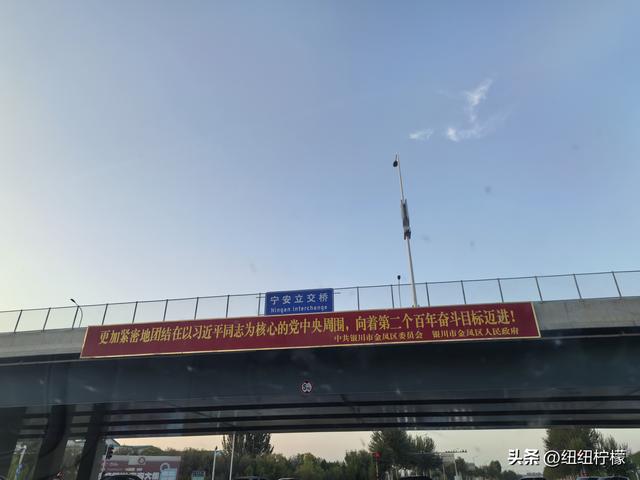 宁安立交桥
Ningan Interchange
更加紧密地团结在以习近平同志为核心的党中央周围，向着第二个百年奋斗目标迈进！
中共银川市金凤区委员会 银川市金凤区人民政府
头条 @纽纽柠檬